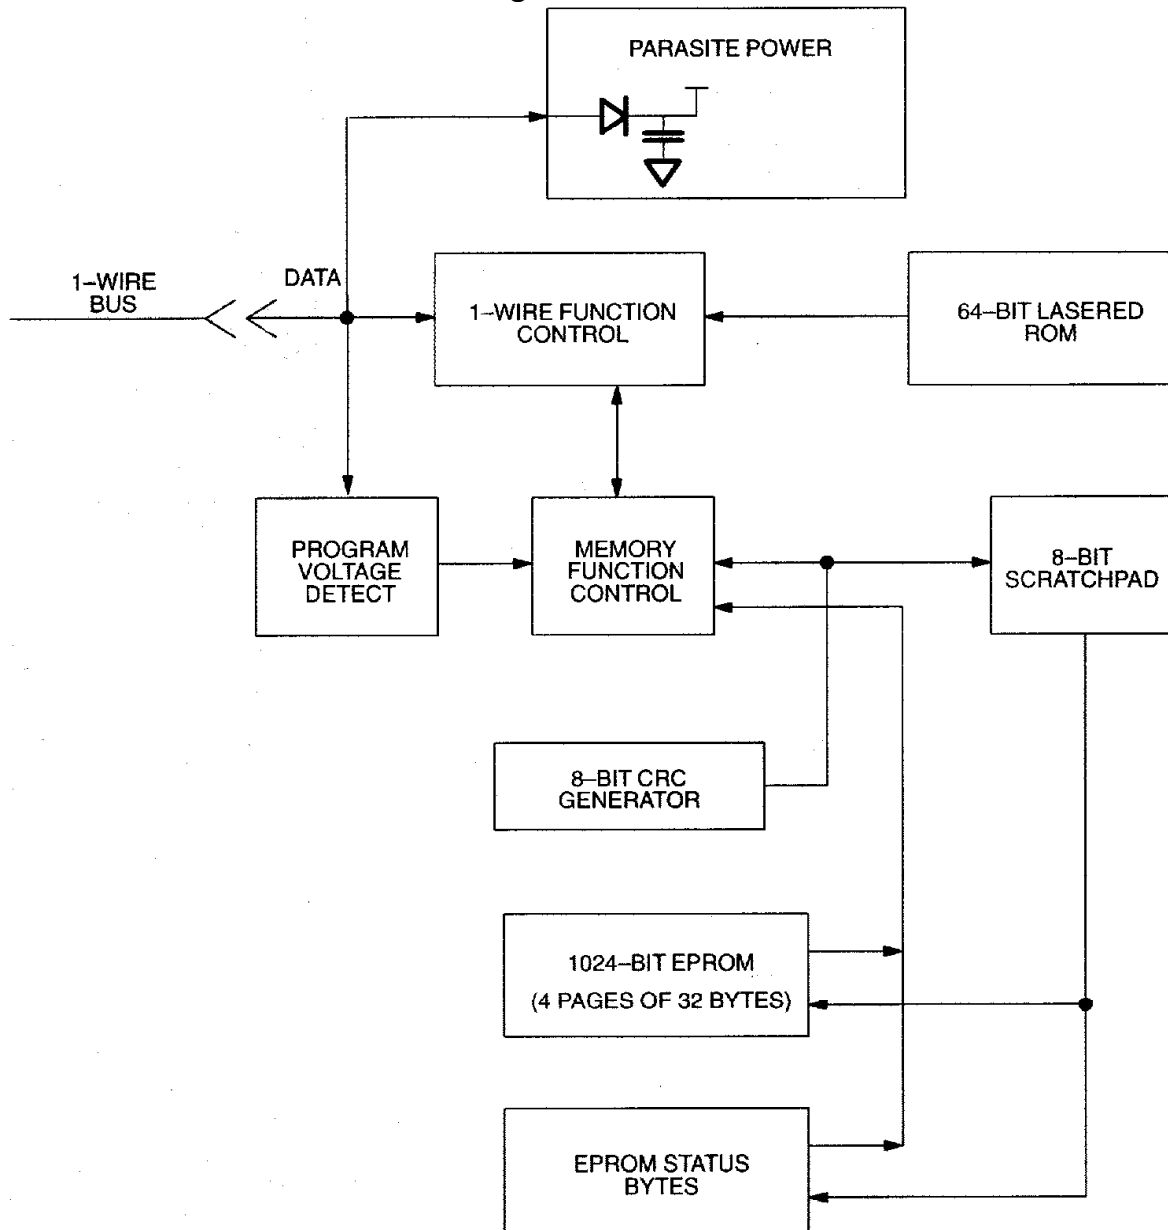 PARASITE POWER
1–WIRE
BUS
DATA
1–WIRE FUNCTION
CONTROL
64–BIT LASERED
ROM
PROGRAM
VOLTAGE
DETECT
MEMORY
FUNCTION
CONTROL
8–BIT
SCRATCHPAD
8–BIT CRC
GENERATOR
1024–BIT EPROM
(4 PAGES OF 32 BYTES)
EPROM STATUS
BYTES